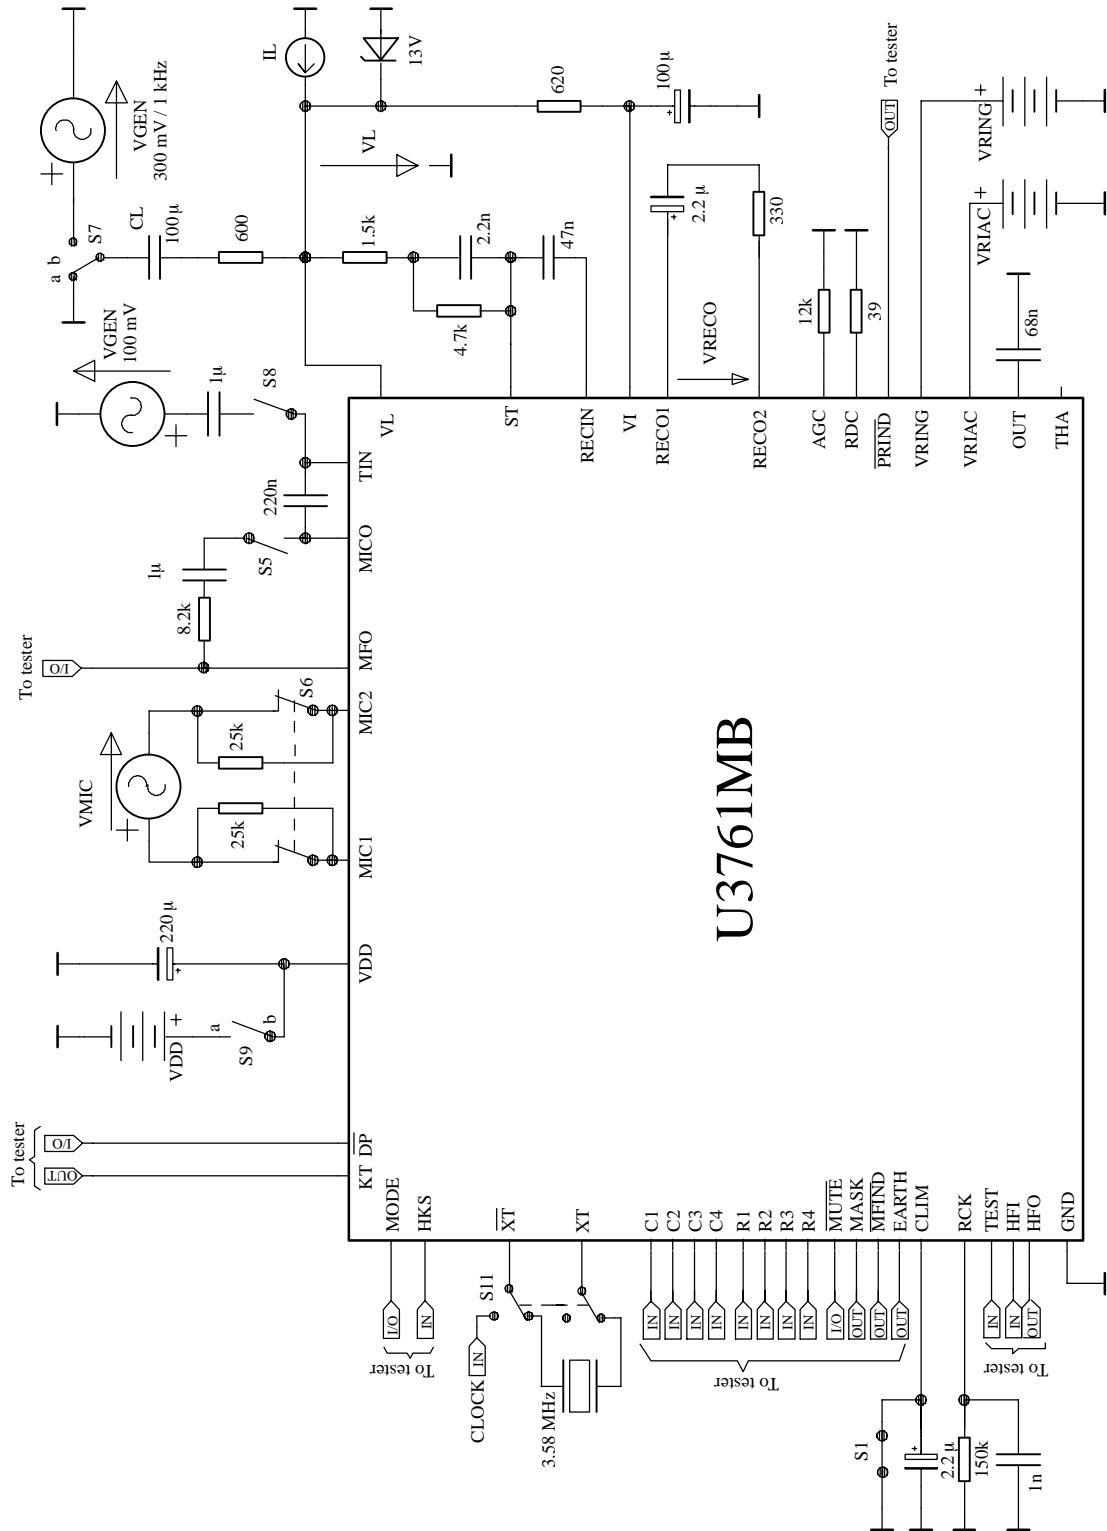 VGEN
300 mV / 1 kHz
IL
13V
620
100 µ
To tester
OUT
VRING
VL
a b
S7
CL
100 µ
600
1.5k
2.2n
47n
4.7k
2.2 µ
330
VRECO
12k
39
VRIAC
68n
VGEN
100 mV
1µ
S8
220n
1µ
S5
8.2k
To tester
I/O
VL
ST
RECIN
VI
RECO1
RECO2
AGC
RDC
PRIND
VRING
VRIAC
OUT
THA
TIN
MICO
MFO
MIC2
MIC1
VDD
DP
KT
S6
25k
25k
VMIC
220 µ
VDD
S9
a
b
To tester
I/O
OUT
U3761MB
MODE
HKS
XT
XT
C1
C2
C3
C4
R1
R2
R3
R4
MUTE
MASK
MFIND
EARTH
CLIM
RCK
TEST
HFI
HFO
GND
I/O
IN
To tester
S11
CLOCK
IN
3.58 MHz
IN
IN
IN
IN
IN
IN
IN
IN
I/O
OUT
OUT
OUT
To tester
IN
IN
OUT
To tester
S1
2.2 µ
150k
1n